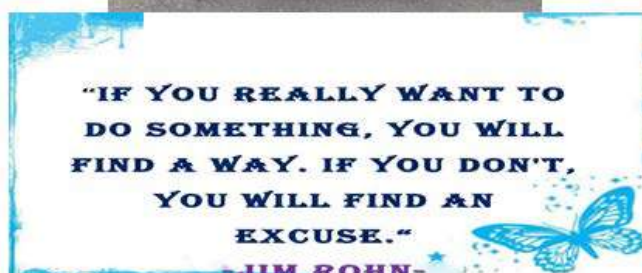 "IF YOU REALLY WANT TO
DO SOMETHING, YOU WILL
FIND A WAY. IF YOU DON'T,
YOU WILL FIND AN
EXCUSE."
-JIM ROHN-